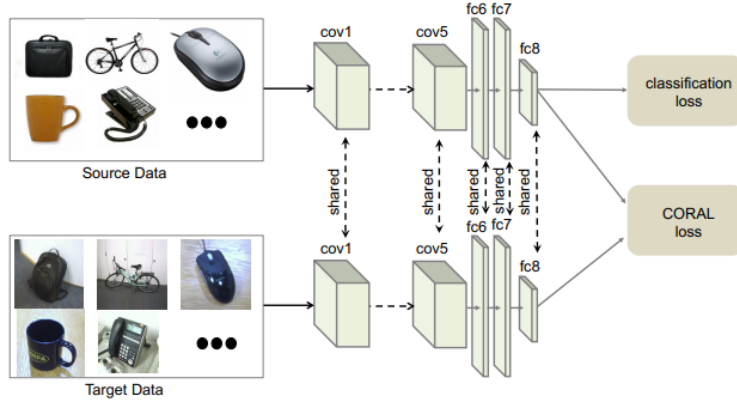 cov1
cov5
fc6
fc7
fc8
classification
loss
Source Data
shared
shared
shared
shared
shared
CORAL
loss
cov1
cov5
fc6
fc7
fc8
Target Data